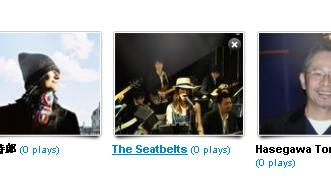 郎 (0 plays)
The Seatbelts (0 plays)
Hasegawa Tor
(0 plays)